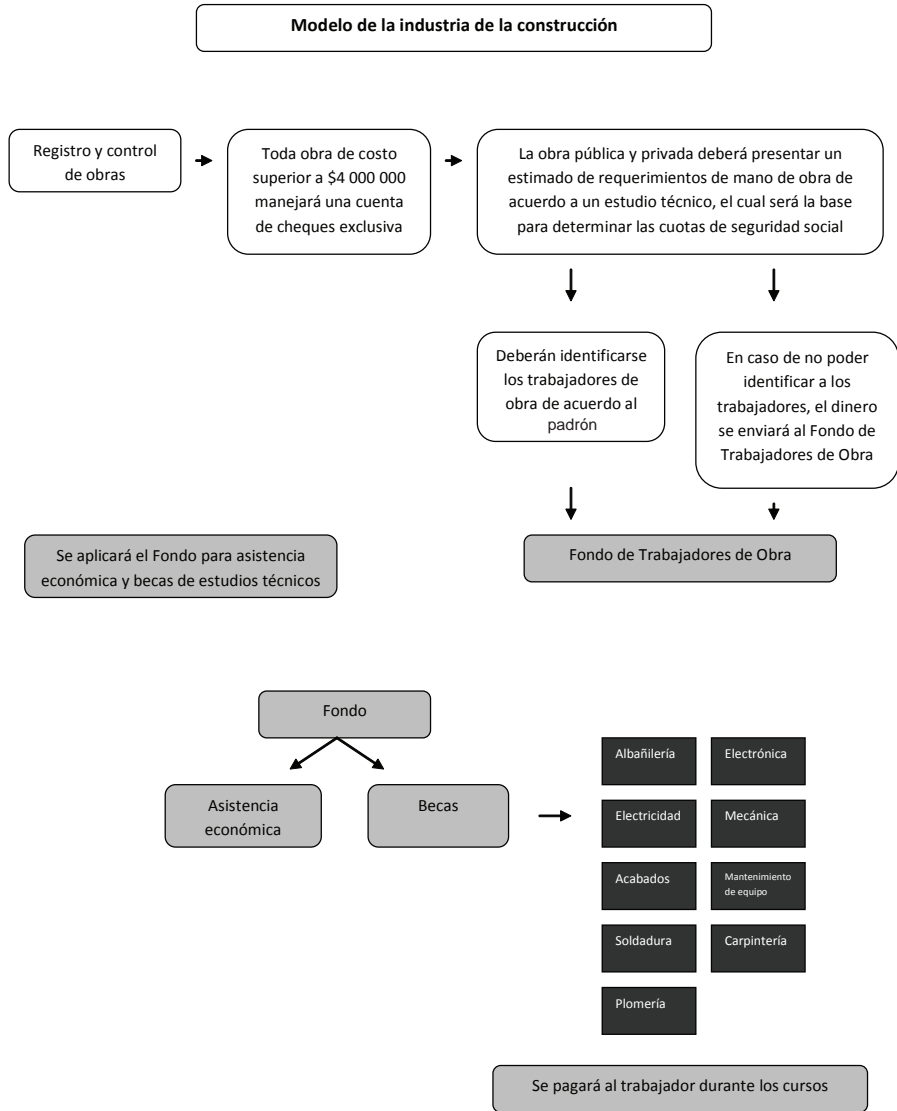 Modelo de la industria de la construcción
Registro y control
de obras
Toda obra de costo
superior a $4 000 000
manejará una cuenta
de cheques exclusiva
La obra pública y privada deberá presentar un
estimado de requerimientos de mano de obra de
acuerdo a un estudio técnico, el cual será la base
para determinar las cuotas de seguridad social
Deberán identificarse
los trabajadores de
obra de acuerdo al
padrón
En caso de no poder
identificar a los
trabajadores, el dinero
se enviará al Fondo de
Trabajadores de Obra
Se aplicará el Fondo para asistencia
económica y becas de estudios técnicos
Fondo de Trabajadores de Obra
Fondo
Asistencia
económica
Becas
Albañilería
Electrónica
Electricidad
Mecánica
Acabados
Mantenimiento
de equipo
Soldadura
Carpintería
Plomería
Se pagará al trabajador durante los cursos